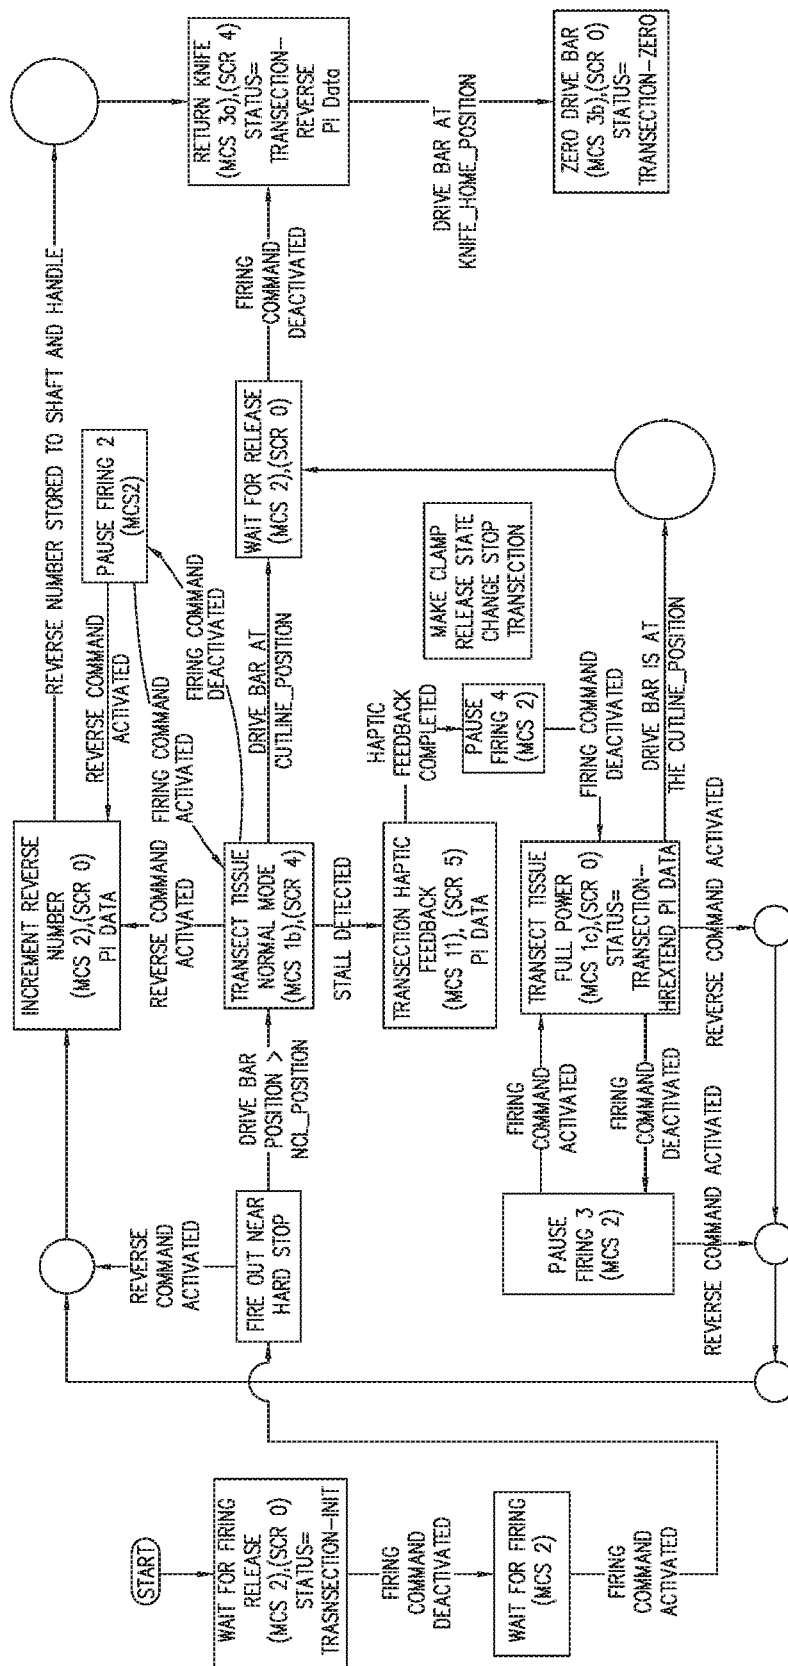 START
WAIT FOR FIRING
RELEASE
(MCS 2),(SCR 0)
STATUS=
TRASNSECTION-INIT
FIRING
COMMAND
DEACTIVATED
WAIT FOR FIRING
(MCS 2)
FIRING
COMMAND
ACTIVATED
FIRE OUT NEAR
HARD STOP
REVERSE
COMMAND
ACTIVATED
DRIVE BAR
POSITION >
NCL_POSITION
INCREMENT REVERSE
NUMBER
(MCS 2),(SCR 0)
PI DATA
REVERSE COMMAND
ACTIVATED
TRANSECT TISSUE
NORMAL MODE
(MCS 1b),(SCR 4)
STALL DETECTED
TRANSECTION HAPTIC
FEEDBACK
(MCS 11), (SCR 5)
PI DATA
HAPTIC
FEEDBACK
COMPLETED
PAUSE
FIRING 4
(MCS 2)
FIRING COMMAND
DEACTIVATED
TRANSECT TISSUE
FULL POWER
(MCS 1c),(SCR 0)
STATUS=
TRANSECTION-
HREXTEND PI DATA
FIRING
COMMAND
ACTIVATED
FIRING
COMMAND
DEACTIVATED
PAUSE
FIRING 3
(MCS 2)
REVERSE COMMAND ACTIVATED
REVERSE COMMAND ACTIVATED
DRIVE BAR IS AT
THE CUTLINE_POSITION
MAKE CLAMP
RELEASE STATE
CHANGE STOP
TRANSECTION
REVERSE COMMAND
ACTIVATED
PAUSE FIRING 2
(MCS2)
FIRING COMMAND
ACTIVATED
FIRING COMMAND
DEACTIVATED
DRIVE BAR AT
CUTLINE_POSITION
WAIT FOR RELEASE
(MCS 2),(SCR 0)
FIRING
COMMAND
DEACTIVATED
REVERSE NUMBER STORED TO SHAFT AND HANDLE
RETURN KNIFE
(MCS 3a),(SCR 4)
STATUS=
TRANSECTION-
REVERSE
PI Data
DRIVE BAR AT
KNIFE_HOME_POSITION
ZERO DRIVE BAR
(MCS 3b),(SCR 0)
STATUS=
TRANSECTION-ZERO